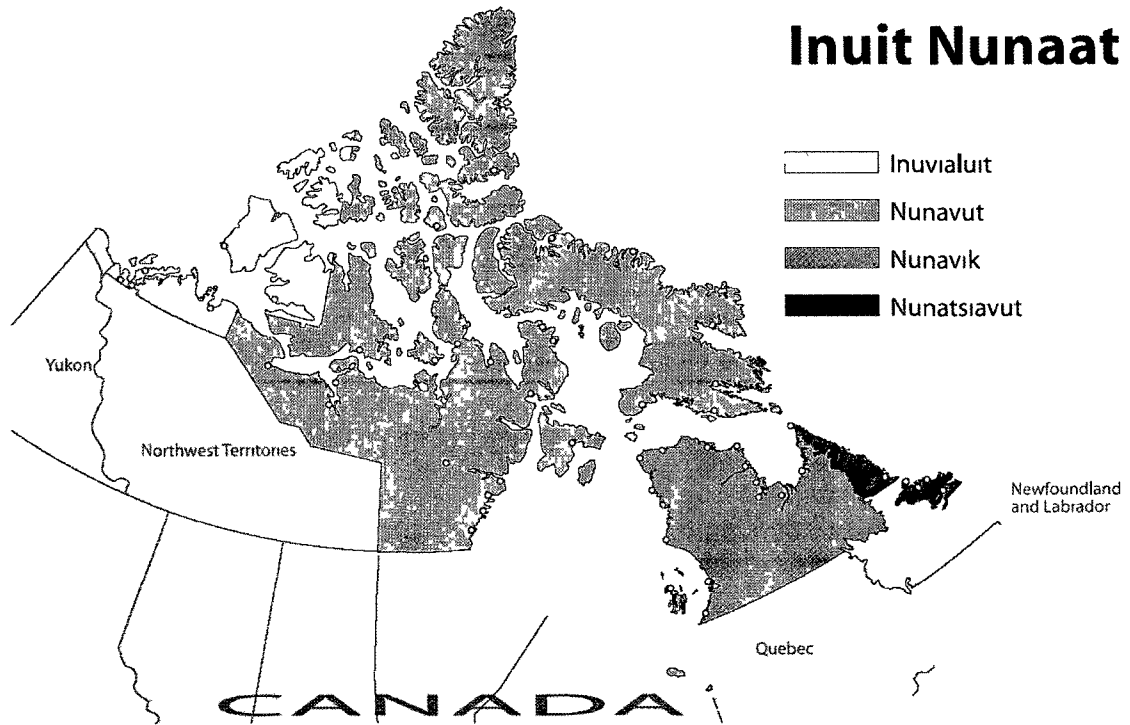 Inuit Nunaat
Inuvialuit
Nunavut
Nunavik
Nunatsiavut
Yukon
Northwest Territories
Newfoundland
and Labrador
Quebec
CANADA